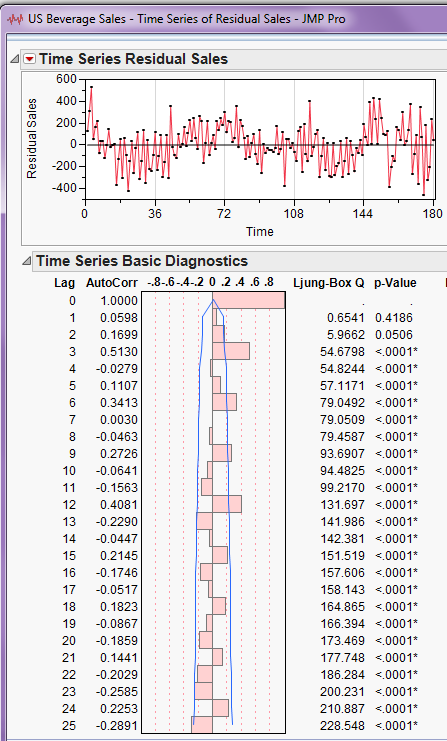 US Beverage Sales - Time Series of Residual Sales - JMP Pro
Time Series Residual Sales
600
400
200
0
-200
-400
Residual Sales
0 36 72 108 144 180
Time
Time Series Basic Diagnostics
Lag AutoCorr -.8-.6-.4-.2 0 .2 .4 .6 .8 Ljung-Box Q p-Value
0 1.0000 . .
1 0.0598 0.6541 0.4186
2 0.1699 5.9662 0.0506
3 0.5130 54.6798 <.0001*
4 -0.0279 54.8244 <.0001*
5 0.1107 57.1171 <.0001*
6 0.3413 79.0492 <.0001*
7 0.0030 79.0509 <.0001*
8 -0.0463 79.4587 <.0001*
9 0.2726 93.6907 <.0001*
10 -0.0641 94.4825 <.0001*
11 -0.1563 99.2170 <.0001*
12 0.4081 131.697 <.0001*
13 -0.2290 141.986 <.0001*
14 -0.0447 142.381 <.0001*
15 0.2145 151.519 <.0001*
16 -0.1746 157.606 <.0001*
17 -0.0517 158.143 <.0001*
18 0.1823 164.865 <.0001*
19 -0.0867 166.394 <.0001*
20 -0.1859 173.469 <.0001*
21 0.1441 177.748 <.0001*
22 -0.2029 186.284 <.0001*
23 -0.2585 200.231 <.0001*
24 0.2253 210.887 <.0001*
25 -0.2891 228.548 <.0001*